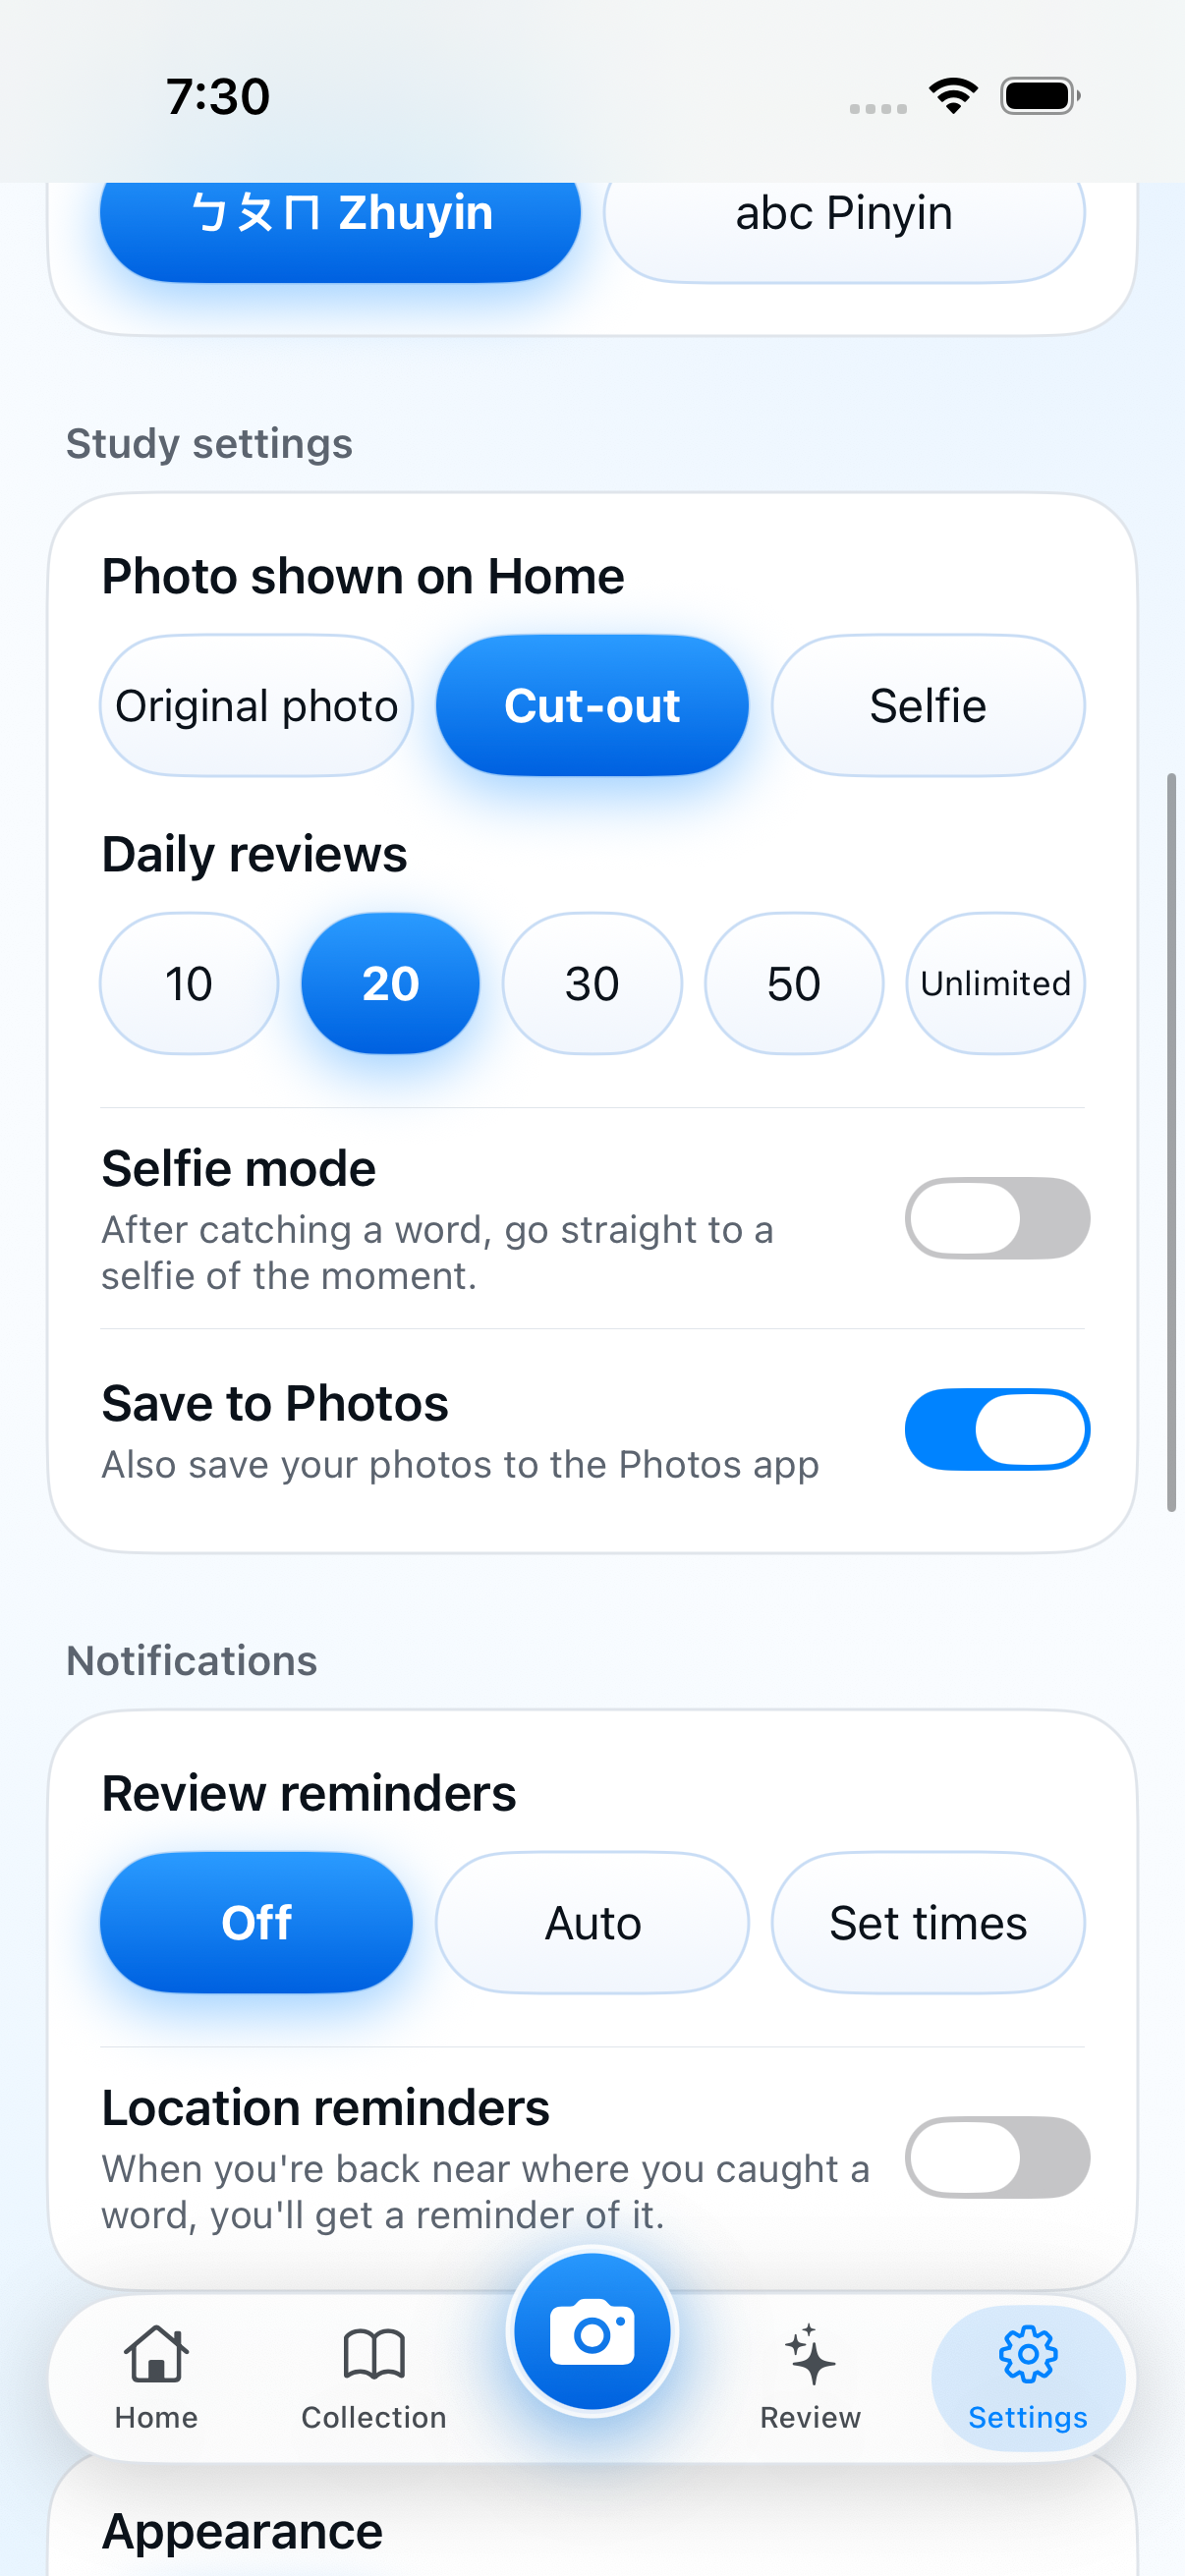 7:30
ㄅㄆㄇ Zhuyin
abc Pinyin
Study settings
Photo shown on Home
Original photo
Cut-out
Selfie
Daily reviews
10
20
30
50
Unlimited
Selfie mode
After catching a word, go straight to a
selfie of the moment.
Save to Photos
Also save your photos to the Photos app
Notifications
Review reminders
Off
Auto
Set times
Location reminders
When you're back near where you caught a
word, you'll get a reminder of it.
Home
Collection
Review
Settings
Appearance